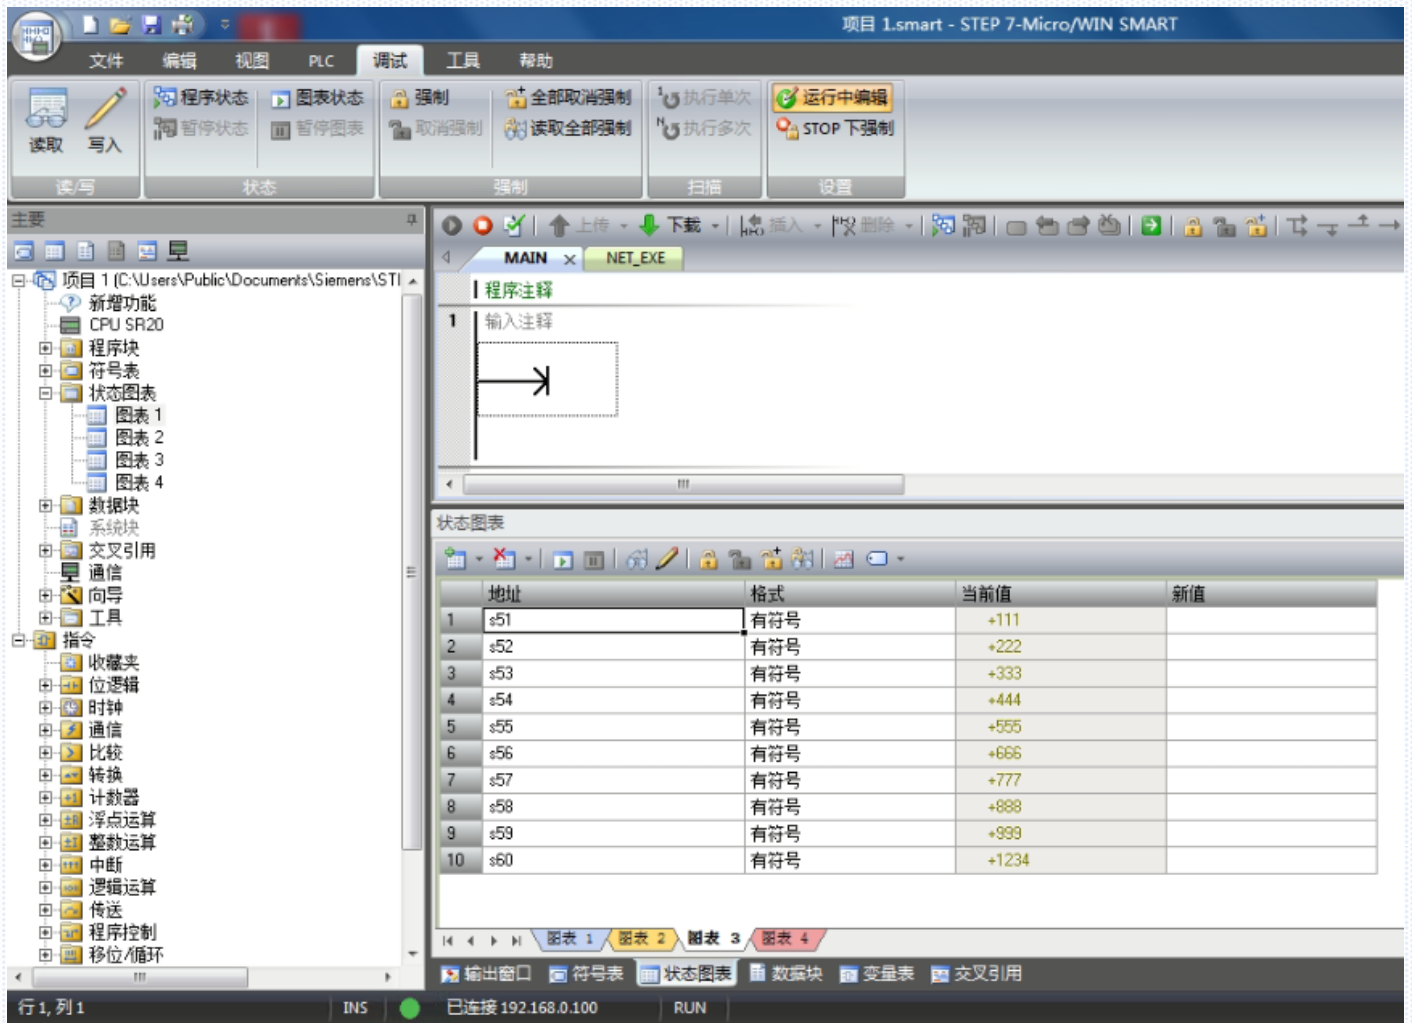 项目 1.smart - STEP 7-Micro/WIN SMART
文件 编辑 视图 PLC 调试 工具 帮助
读取 写入 程序状态 图表状态 强制 全部取消强制 执行单次 运行中编辑
暂停状态 暂停图表 取消强制 读取全部强制 执行多次 STOP 下强制
读/写 状态 强制 扫描 设置
主要
项目 1 (C:\Users\Public\Documents\Siemens\STI
新增功能
CPU SR20
程序块
符号表
状态图表
图表 1
图表 2
图表 3
图表 4
数据块
系统块
交叉引用
通信
向导
工具
指令
收藏夹
位逻辑
时钟
通信
比较
转换
计数器
浮点运算
整数运算
中断
逻辑运算
传送
程序控制
移位/循环
上传 下载 插入 删除
MAIN NET_EXE
程序注释
1 输入注释
状态图表
地址 格式 当前值 新值
1 s51 有符号 +111
2 s52 有符号 +222
3 s53 有符号 +333
4 s54 有符号 +444
5 s55 有符号 +555
6 s56 有符号 +666
7 s57 有符号 +777
8 s58 有符号 +888
9 s59 有符号 +999
10 s60 有符号 +1234
图表 1 图表 2 图表 3 图表 4
输出窗口 符号表 状态图表 数据块 变量表 交叉引用
行 1, 列 1 INS 已连接 192.168.0.100 RUN